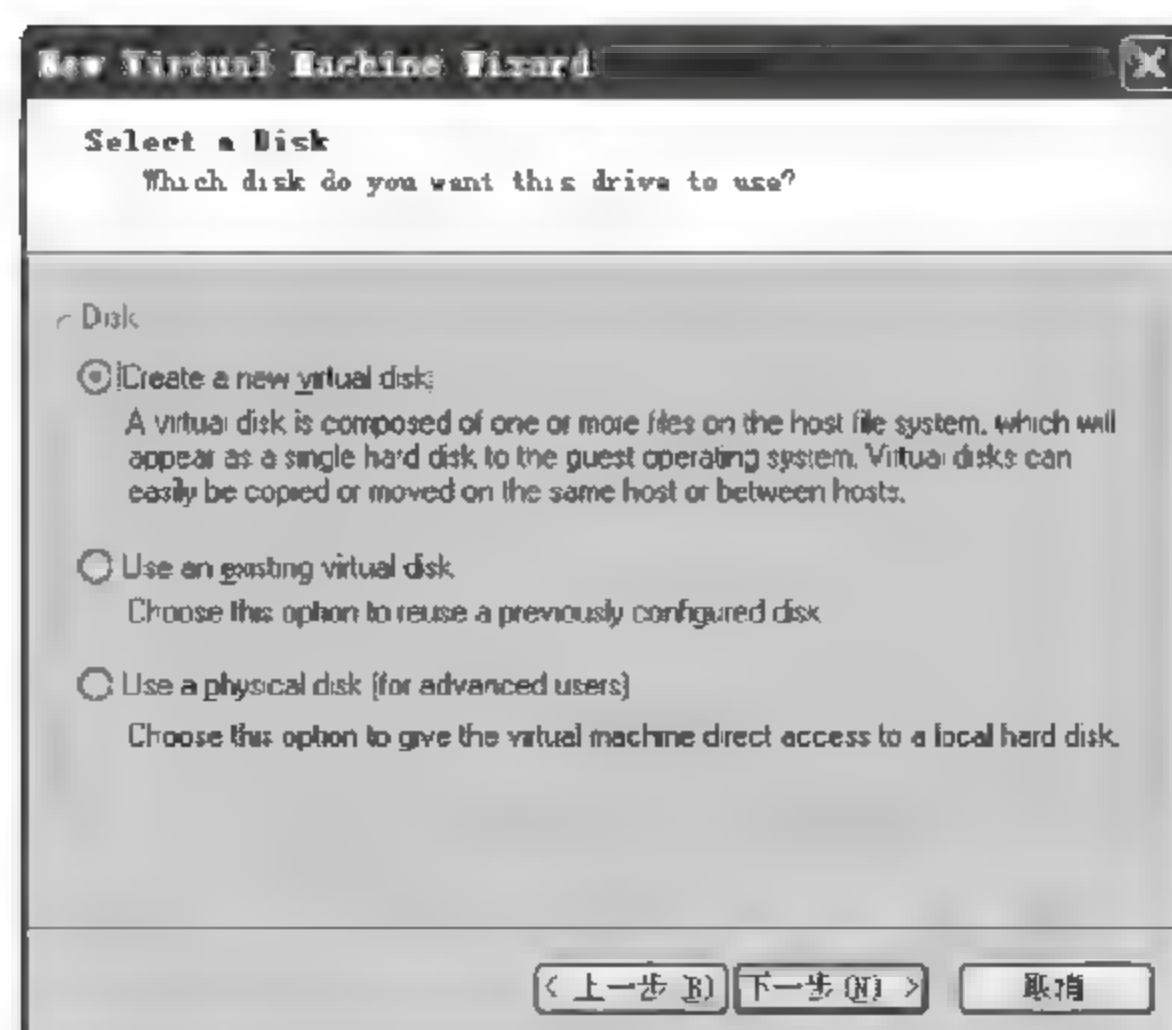 New Virtual Machine Wizard
Select a Disk
Which disk do you want this drive to use?
Disk
Create a new virtual disk
A virtual disk is composed of one or more files on the host file system, which will
appear as a single hard disk to the guest operating system. Virtual disks can
easily be copied or moved on the same host or between hosts.
Use an existing virtual disk
Choose this option to reuse a previously configured disk
Use a physical disk (for advanced users)
Choose this option to give the virtual machine direct access to a local hard disk.
< 上一步(B) 下一步(N) > 取消